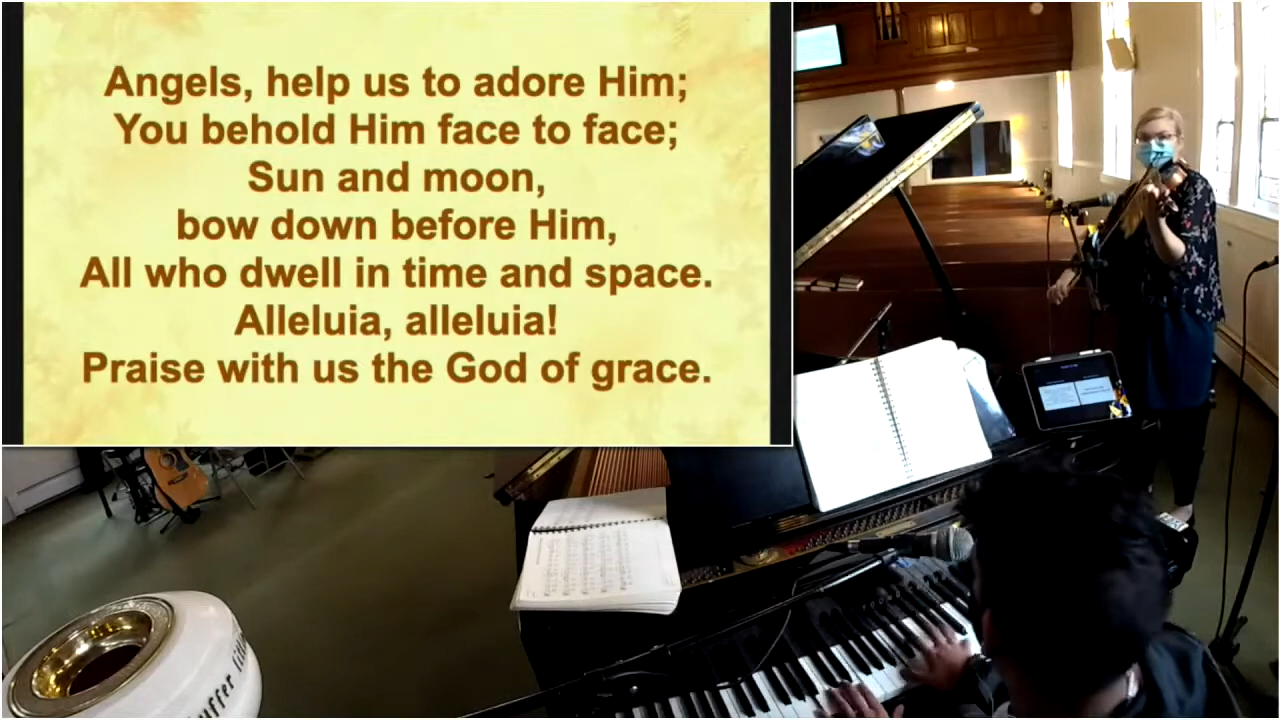 Angels, help us to adore Him;
You behold Him face to face;
Sun and moon,
bow down before Him,
All who dwell in time and space.
Alleluia, alleluia!
Praise with us the God of grace.